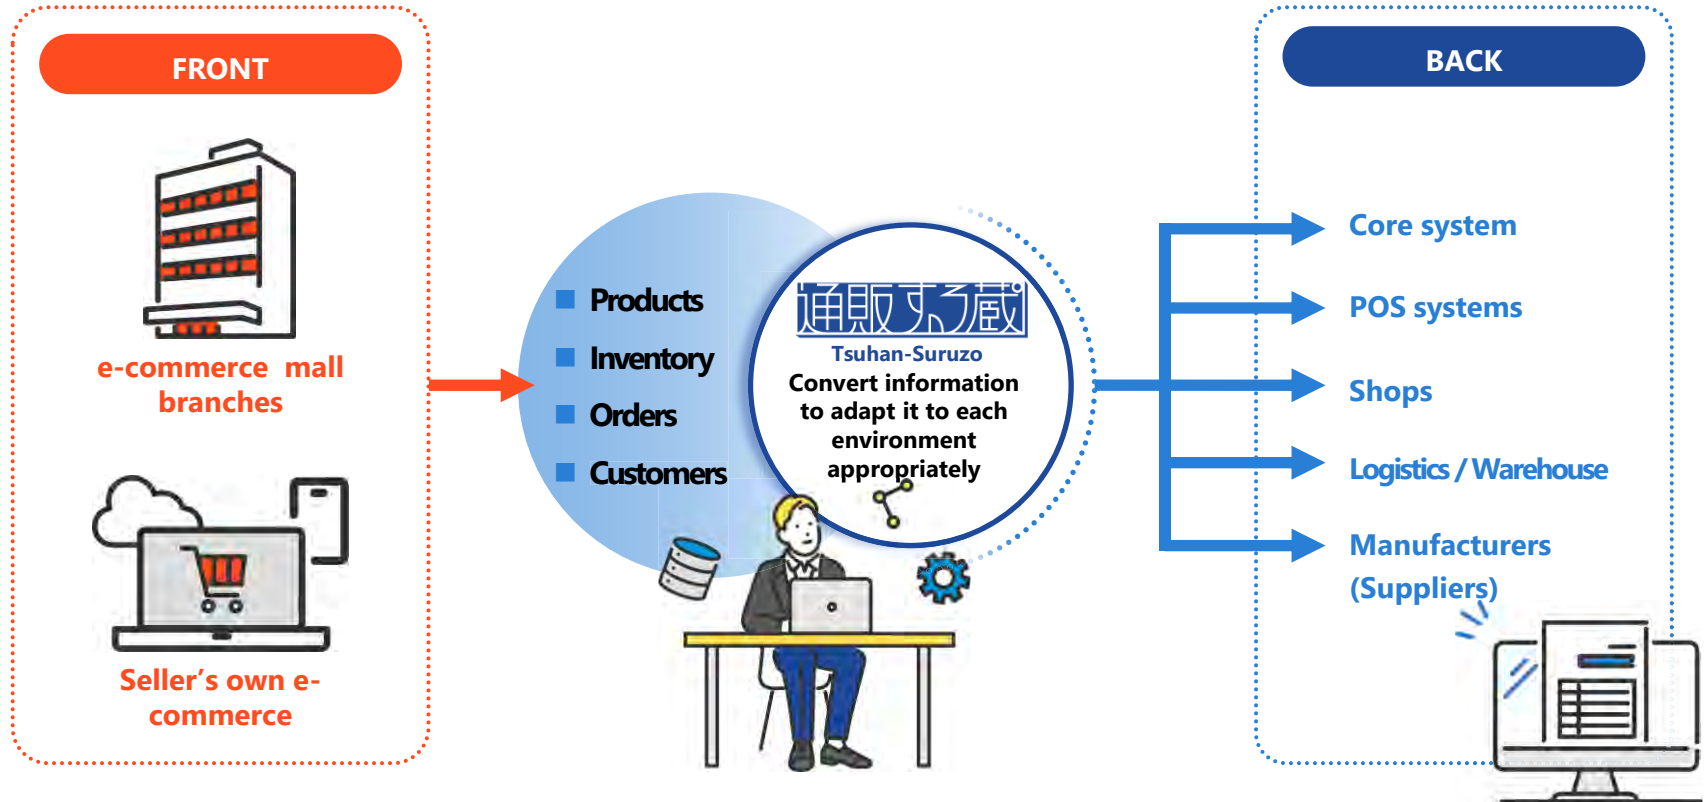 FRONT
e-commerce mall
branches
Seller’s own e-
commerce
Products
Inventory
Orders
Customers
通販する蔵
Tsuhan-Suruzo
Convert information
to adapt it to each
environment
appropriately
BACK
Core system
POS systems
Shops
Logistics / Warehouse
Manufacturers
(Suppliers)